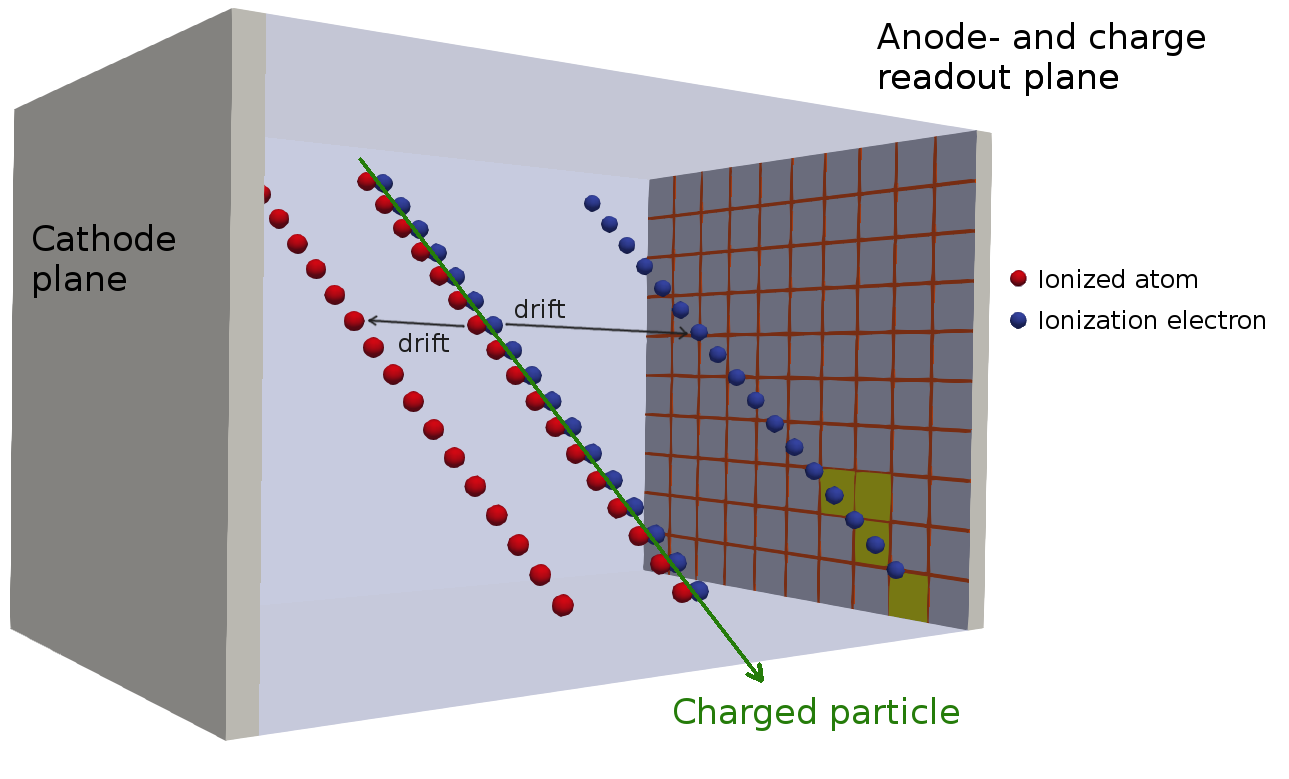 Anode- and charge
readout plane
Cathode
plane
drift
drift
Ionized atom
Ionization electron
Charged particle